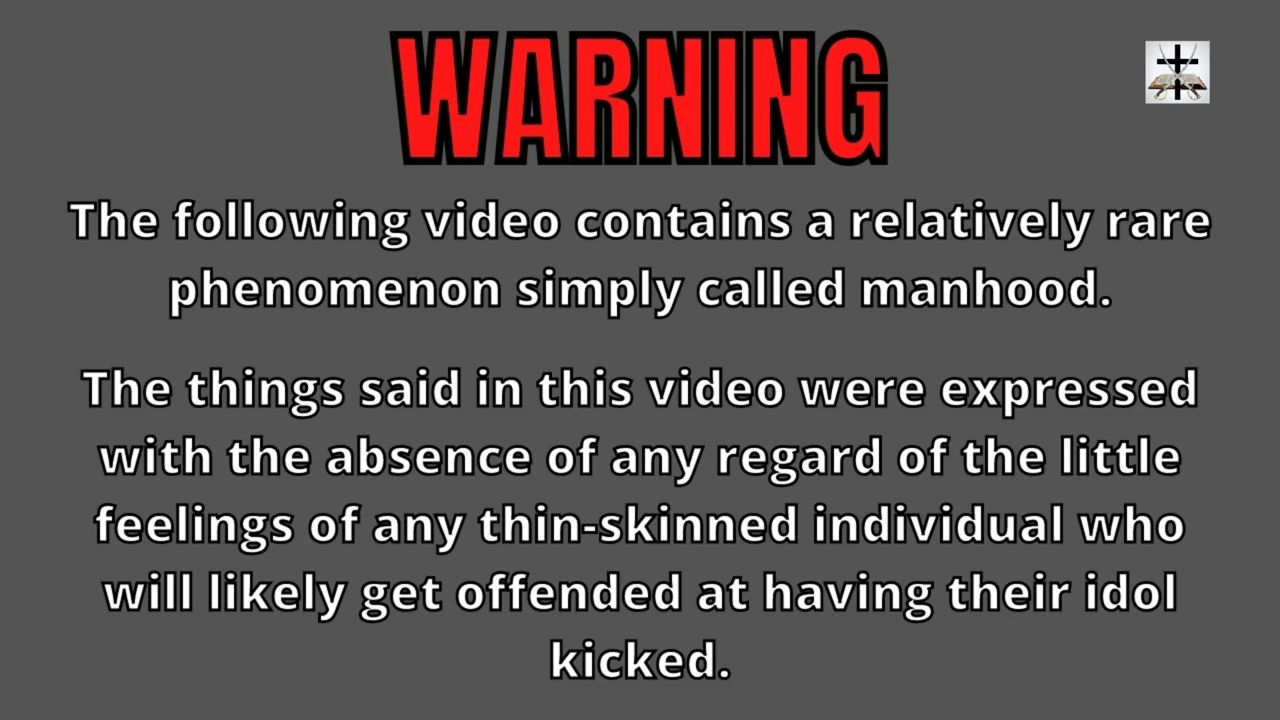 WARNING
The following video contains a relatively rare
phenomenon simply called manhood.
The things said in this video were expressed
with the absence of any regard of the little
feelings of any thin-skinned individual who
will likely get offended at having their idol
kicked.